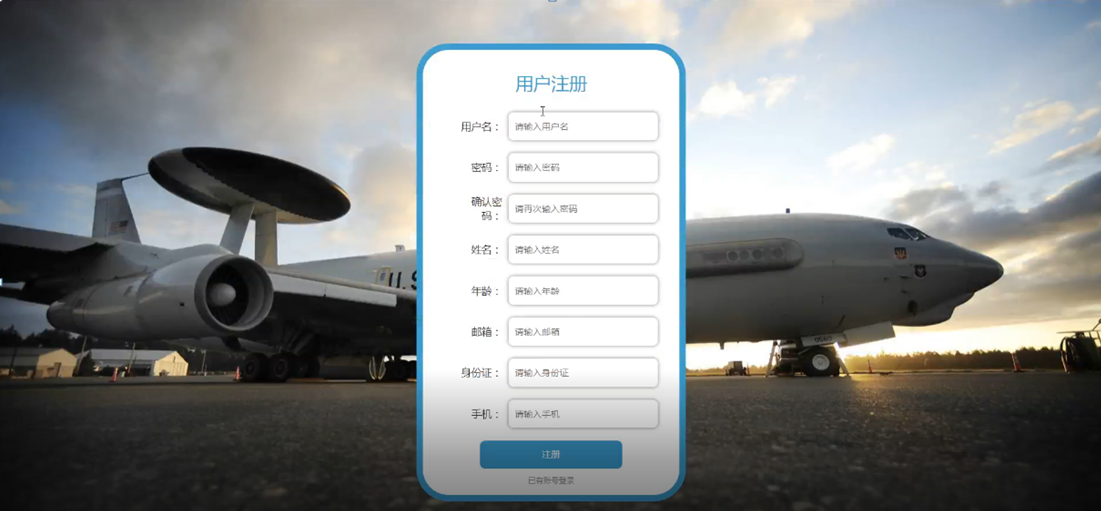 用户注册
用户名：
请输入用户名
密码：
请输入密码
确认密
码：
请再次输入密码
姓名：
请输入姓名
年龄：
请输入年龄
邮箱：
请输入邮箱
身份证：
请输入身份证
手机：
请输入手机
注册
已有账号登录
U.S